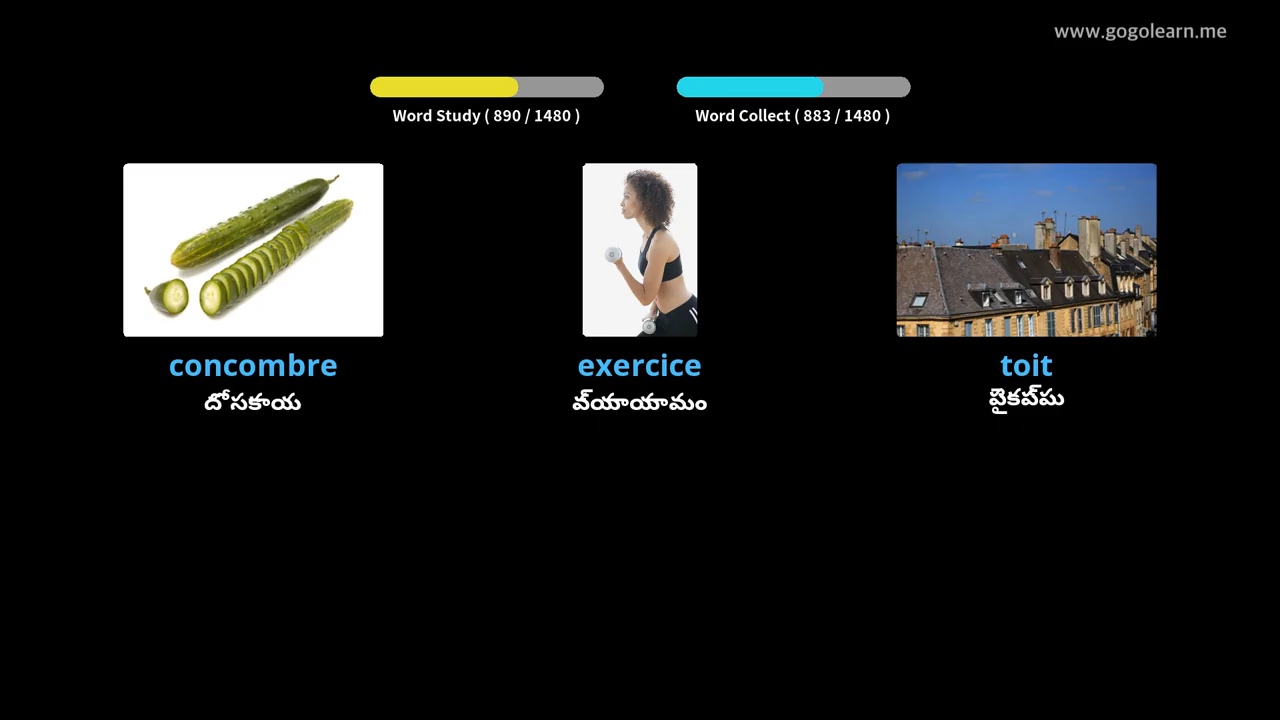 www.gogolearn.me
Word Study ( 890 / 1480 )
Word Collect ( 883 / 1480 )
concombre
దోసకాయ
exercice
వ్యాయామం
toit
పైకప్పు